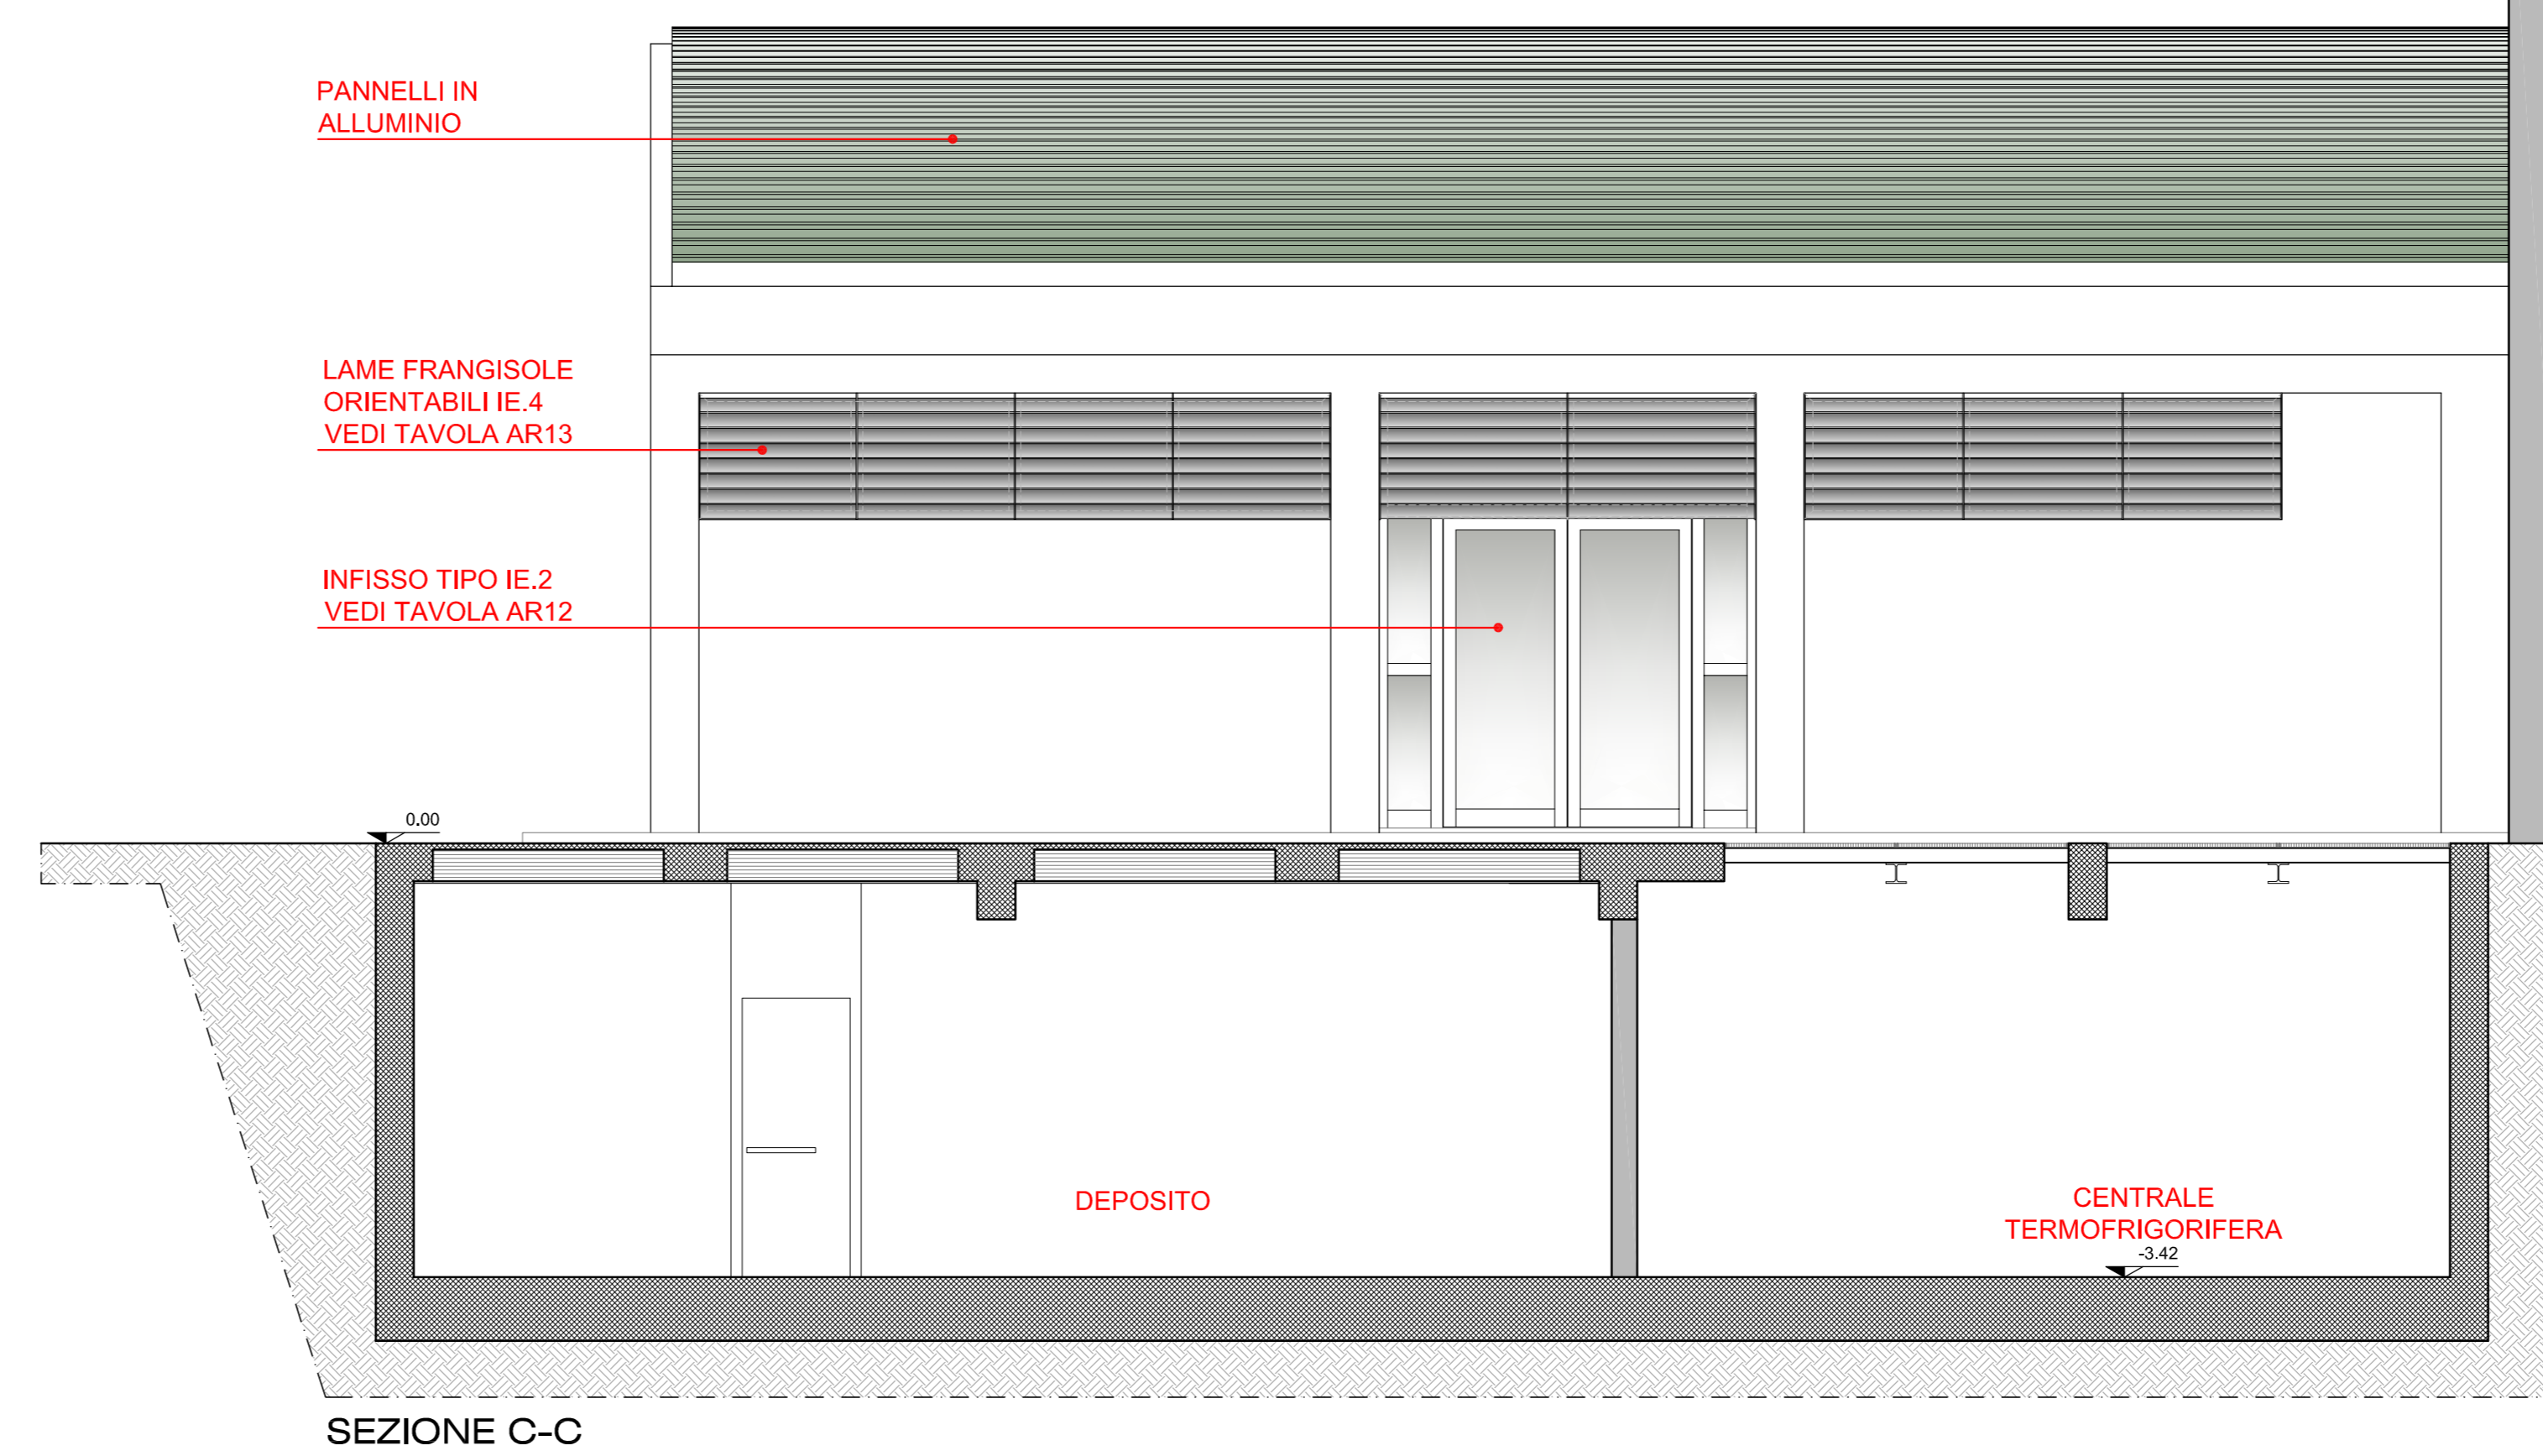 PANNELLI IN
ALLUMINIO
LAME FRANGISOLE
ORIENTABILI IE.4
VEDI TAVOLA AR13
INFISSO TIPO IE.2
VEDI TAVOLA AR12
0.00
DEPOSITO
CENTRALE
TERMOFRIGORIFERA
-3.42
SEZIONE C-C